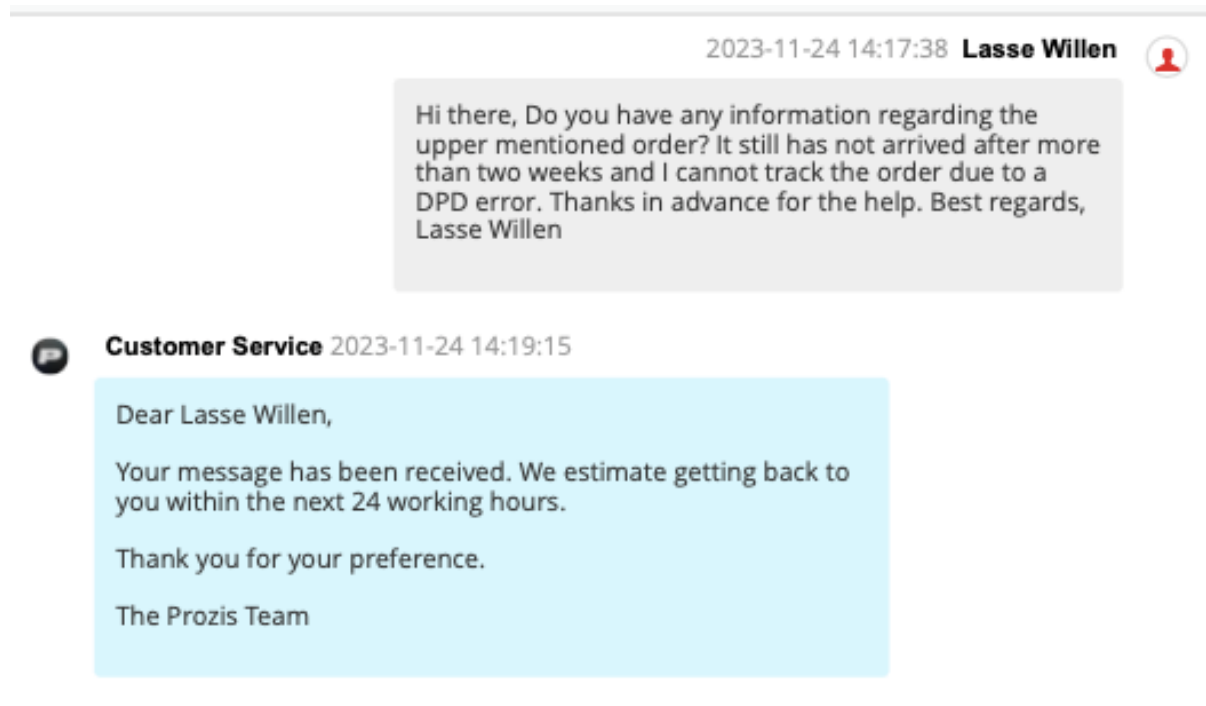 2023-11-24 14:17:38 Lasse Willen
Hi there, Do you have any information regarding the
upper mentioned order? It still has not arrived after more
than two weeks and I cannot track the order due to a
DPD error. Thanks in advance for the help. Best regards,
Lasse Willen
Customer Service 2023-11-24 14:19:15
Dear Lasse Willen,
Your message has been received. We estimate getting back to
you within the next 24 working hours.
Thank you for your preference.
The Prozis Team